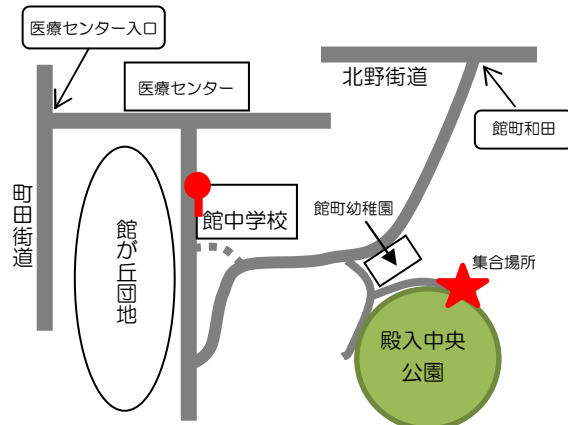 医療センター入口
医療センター
北野街道
館町和田
町田街道
館が丘団地
館中学校
館町幼稚園
集合場所
殿入中央
公園